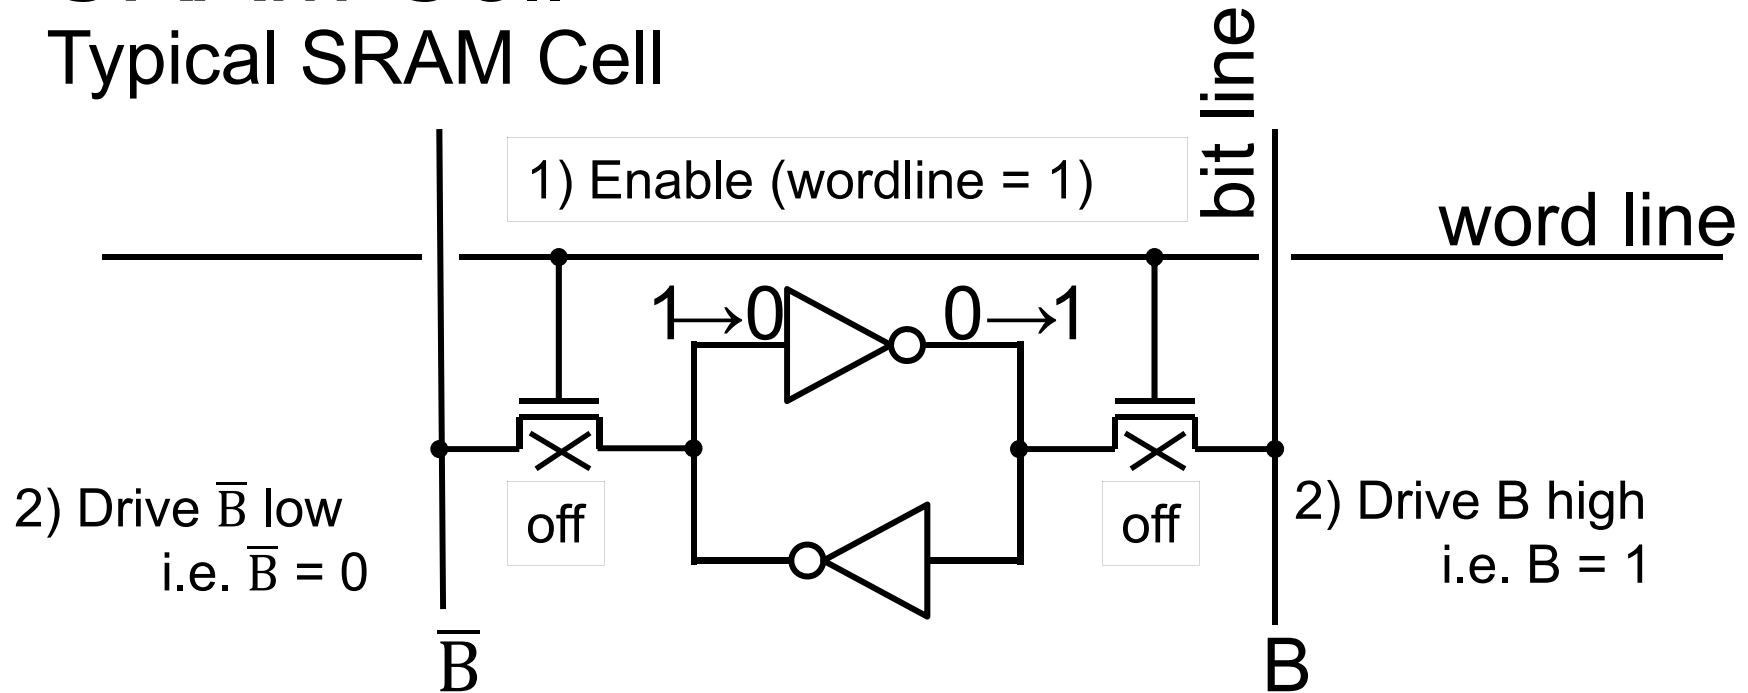 Typical SRAM Cell
bit line
1) Enable (wordline = 1)
word line
1→0
0→1
off
off
2) Drive B̅ low
i.e. B̅ = 0
2) Drive B high
i.e. B = 1
B̅
B